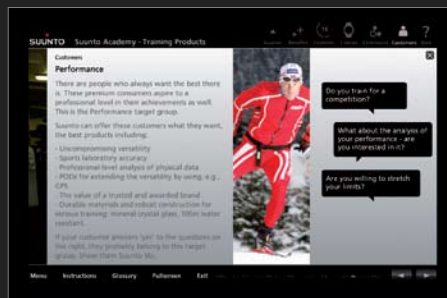 SUUNTO Suunto Academy - Training Products
Customers
?
Customers
Performance
There are people who always want the best there
is. These premium consumers aspire to a
professional level in their achievements as well.
This is the Performance target group.
Suunto can offer these customers what they want,
the best products including:
- Uncompromising versatility
- Sports laboratory accuracy
- Professional-level analysis of physical data
- PODs for extending the versatility by using, e.g.,
GPS
- The value of a trusted and awarded brand
- Durable materials and robust construction for
serious training: mineral crystal glass, 100m water
resistant.
If your customer answers 'yes' to the questions on
the right, they probably belong to this target
group. Show them Suunto
Do you train for a
competition?
What about the analysis of
your performance - are
you interested in it?
Are you willing to stretch
your limits?
Menu Instructions Glossary Fullscreen Exit